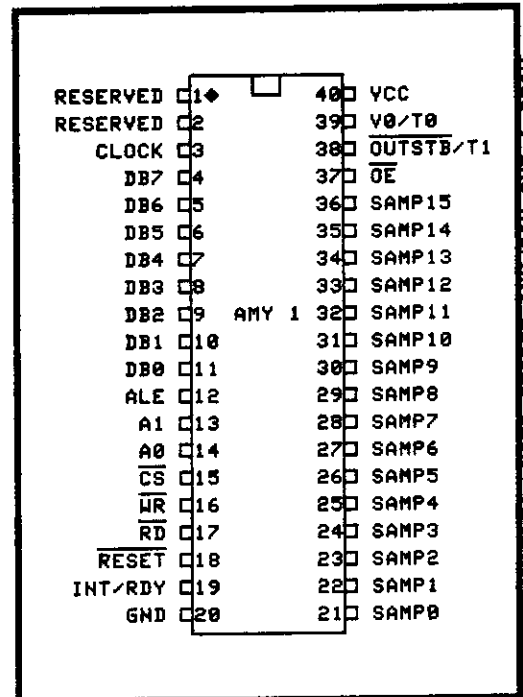 RESERVED 1 40 VCC
RESERVED 2 39 V0/T0
CLOCK 3 38 OUTSTB/T1
DB7 4 37 OE
DB6 5 36 SAMP15
DB5 6 35 SAMP14
DB4 7 34 SAMP13
DB3 8 33 SAMP12
DB2 9 AMY 1 32 SAMP11
DB1 10 31 SAMP10
DB0 11 30 SAMP9
ALE 12 29 SAMP8
A1 13 28 SAMP7
A0 14 27 SAMP6
CS 15 26 SAMP5
WR 16 25 SAMP4
RD 17 24 SAMP3
RESET 18 23 SAMP2
INT/RDY 19 22 SAMP1
GND 20 21 SAMP0